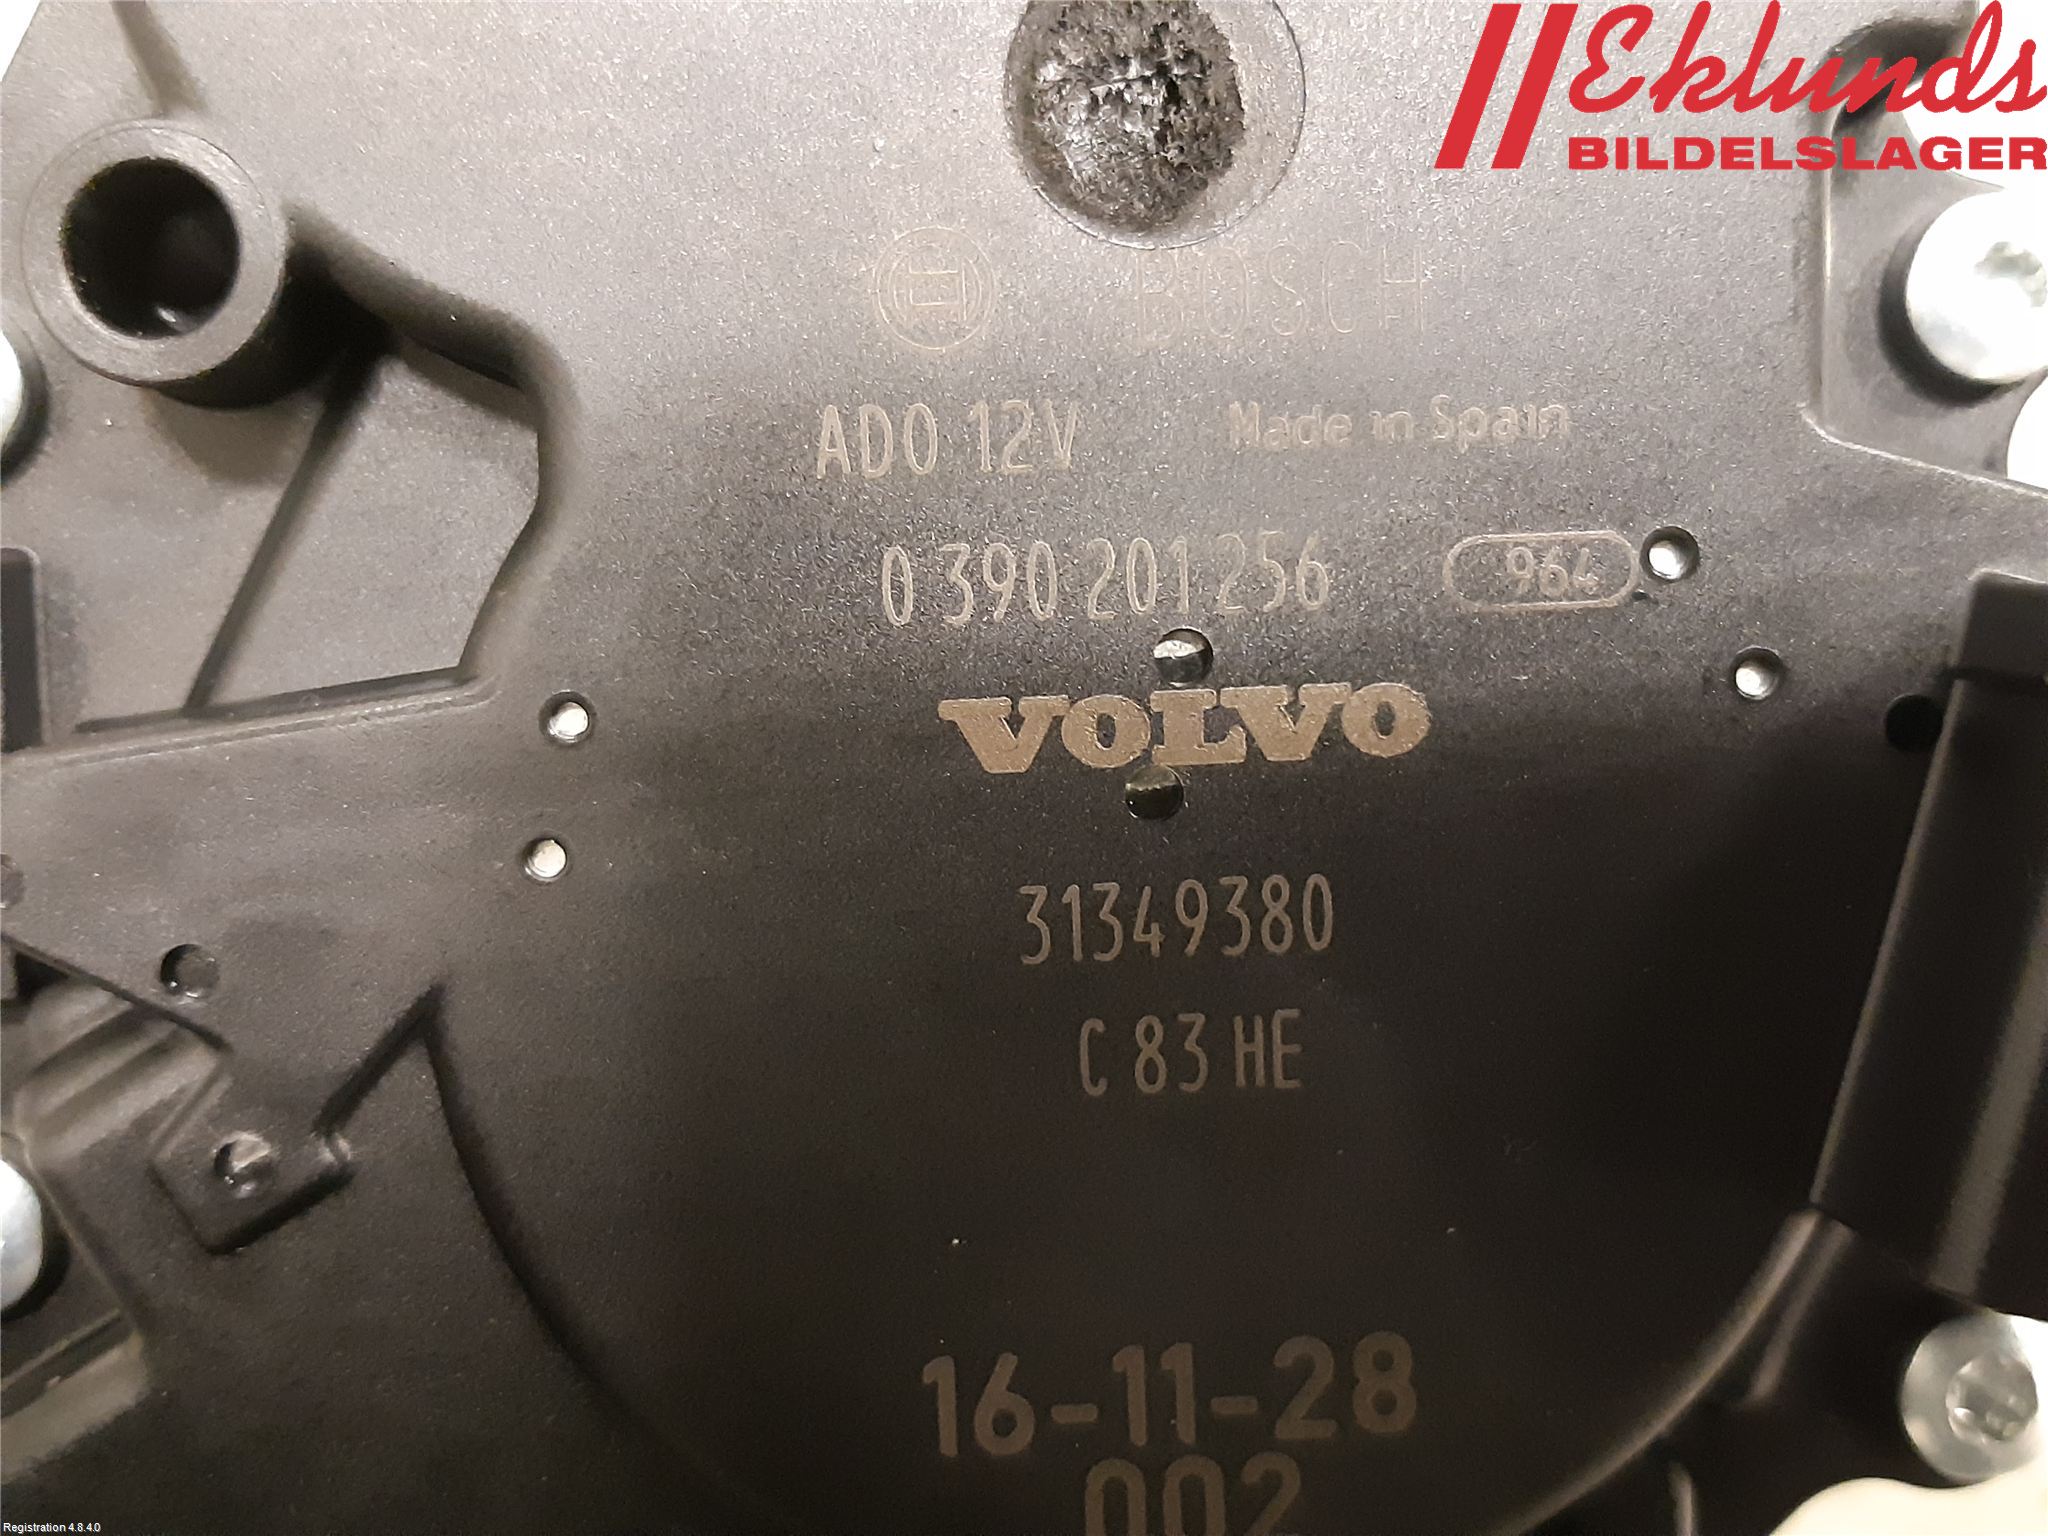 Eklunds
BILDELSLAGER
BOSCH
ADO 12V Made in Spain
0 390 201 256 964
VOLVO
31349380
C 83 HE
16-11-28
002
Registration 4.8.4.0